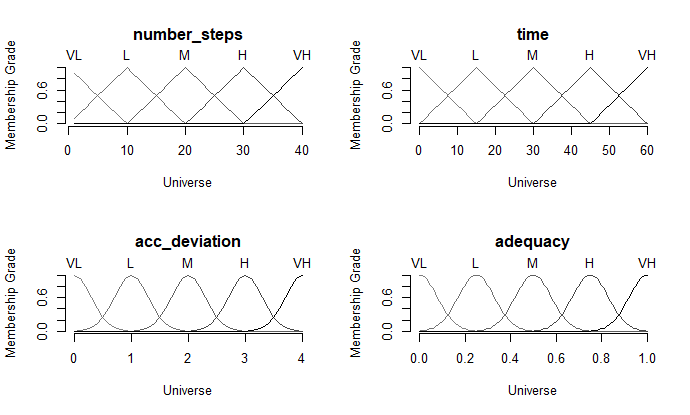 number_steps
VL L M H VH
Membership Grade
0.0 0.6
0 10 20 30 40
Universe
time
VL L M H VH
Membership Grade
0.0 0.6
0 10 20 30 40 50 60
Universe
acc_deviation
VL L M H VH
Membership Grade
0.0 0.6
0 1 2 3 4
Universe
adequacy
VL L M H VH
Membership Grade
0.0 0.6
0.0 0.2 0.4 0.6 0.8 1.0
Universe